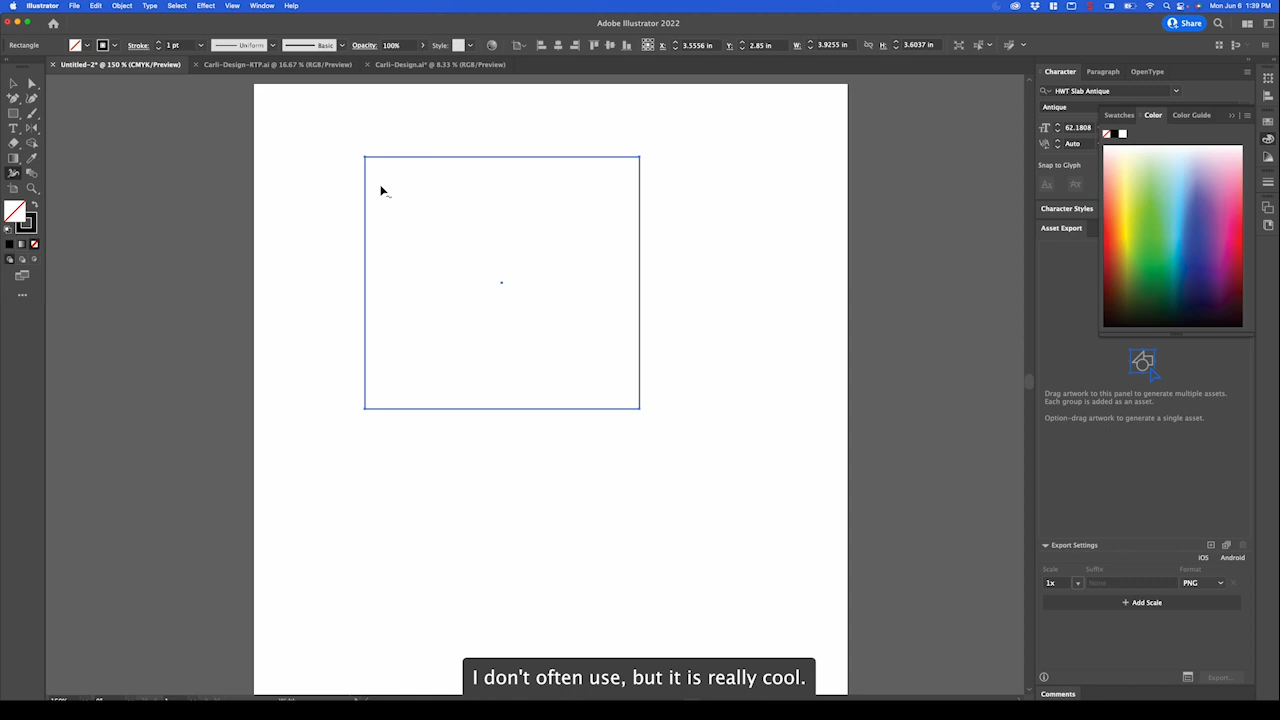 Illustrator File Edit Object Type Select Effect View Window Help Mon Jun 6 1:39 PM
Adobe Illustrator 2022
Share
Rectangle Stroke: 1 pt Uniform Basic Opacity: 100% Style: X: 3.5556 in Y: 2.85 in W: 3.9255 in H: 3.6037 in
Untitled-2* @ 150 % (CMYK/Preview) Carli-Design-RTP.ai @ 16.67 % (RGB/Preview) Carli-Design.ai* @ 8.33 % (RGB/Preview)
Character Paragraph OpenType
HWT Slab Antique
Antique
Swatches Color Color Guide
62.1808
Auto
Snap to Glyph
Character Styles
Asset Export
Drag artwork to this panel to generate multiple assets.
Each group is added as an asset.
Option-drag artwork to generate a single asset.
Export Settings
iOS Android
Scale Suffix Format
1x None PNG
+ Add Scale
Export...
Comments
I don't often use, but it is really cool.